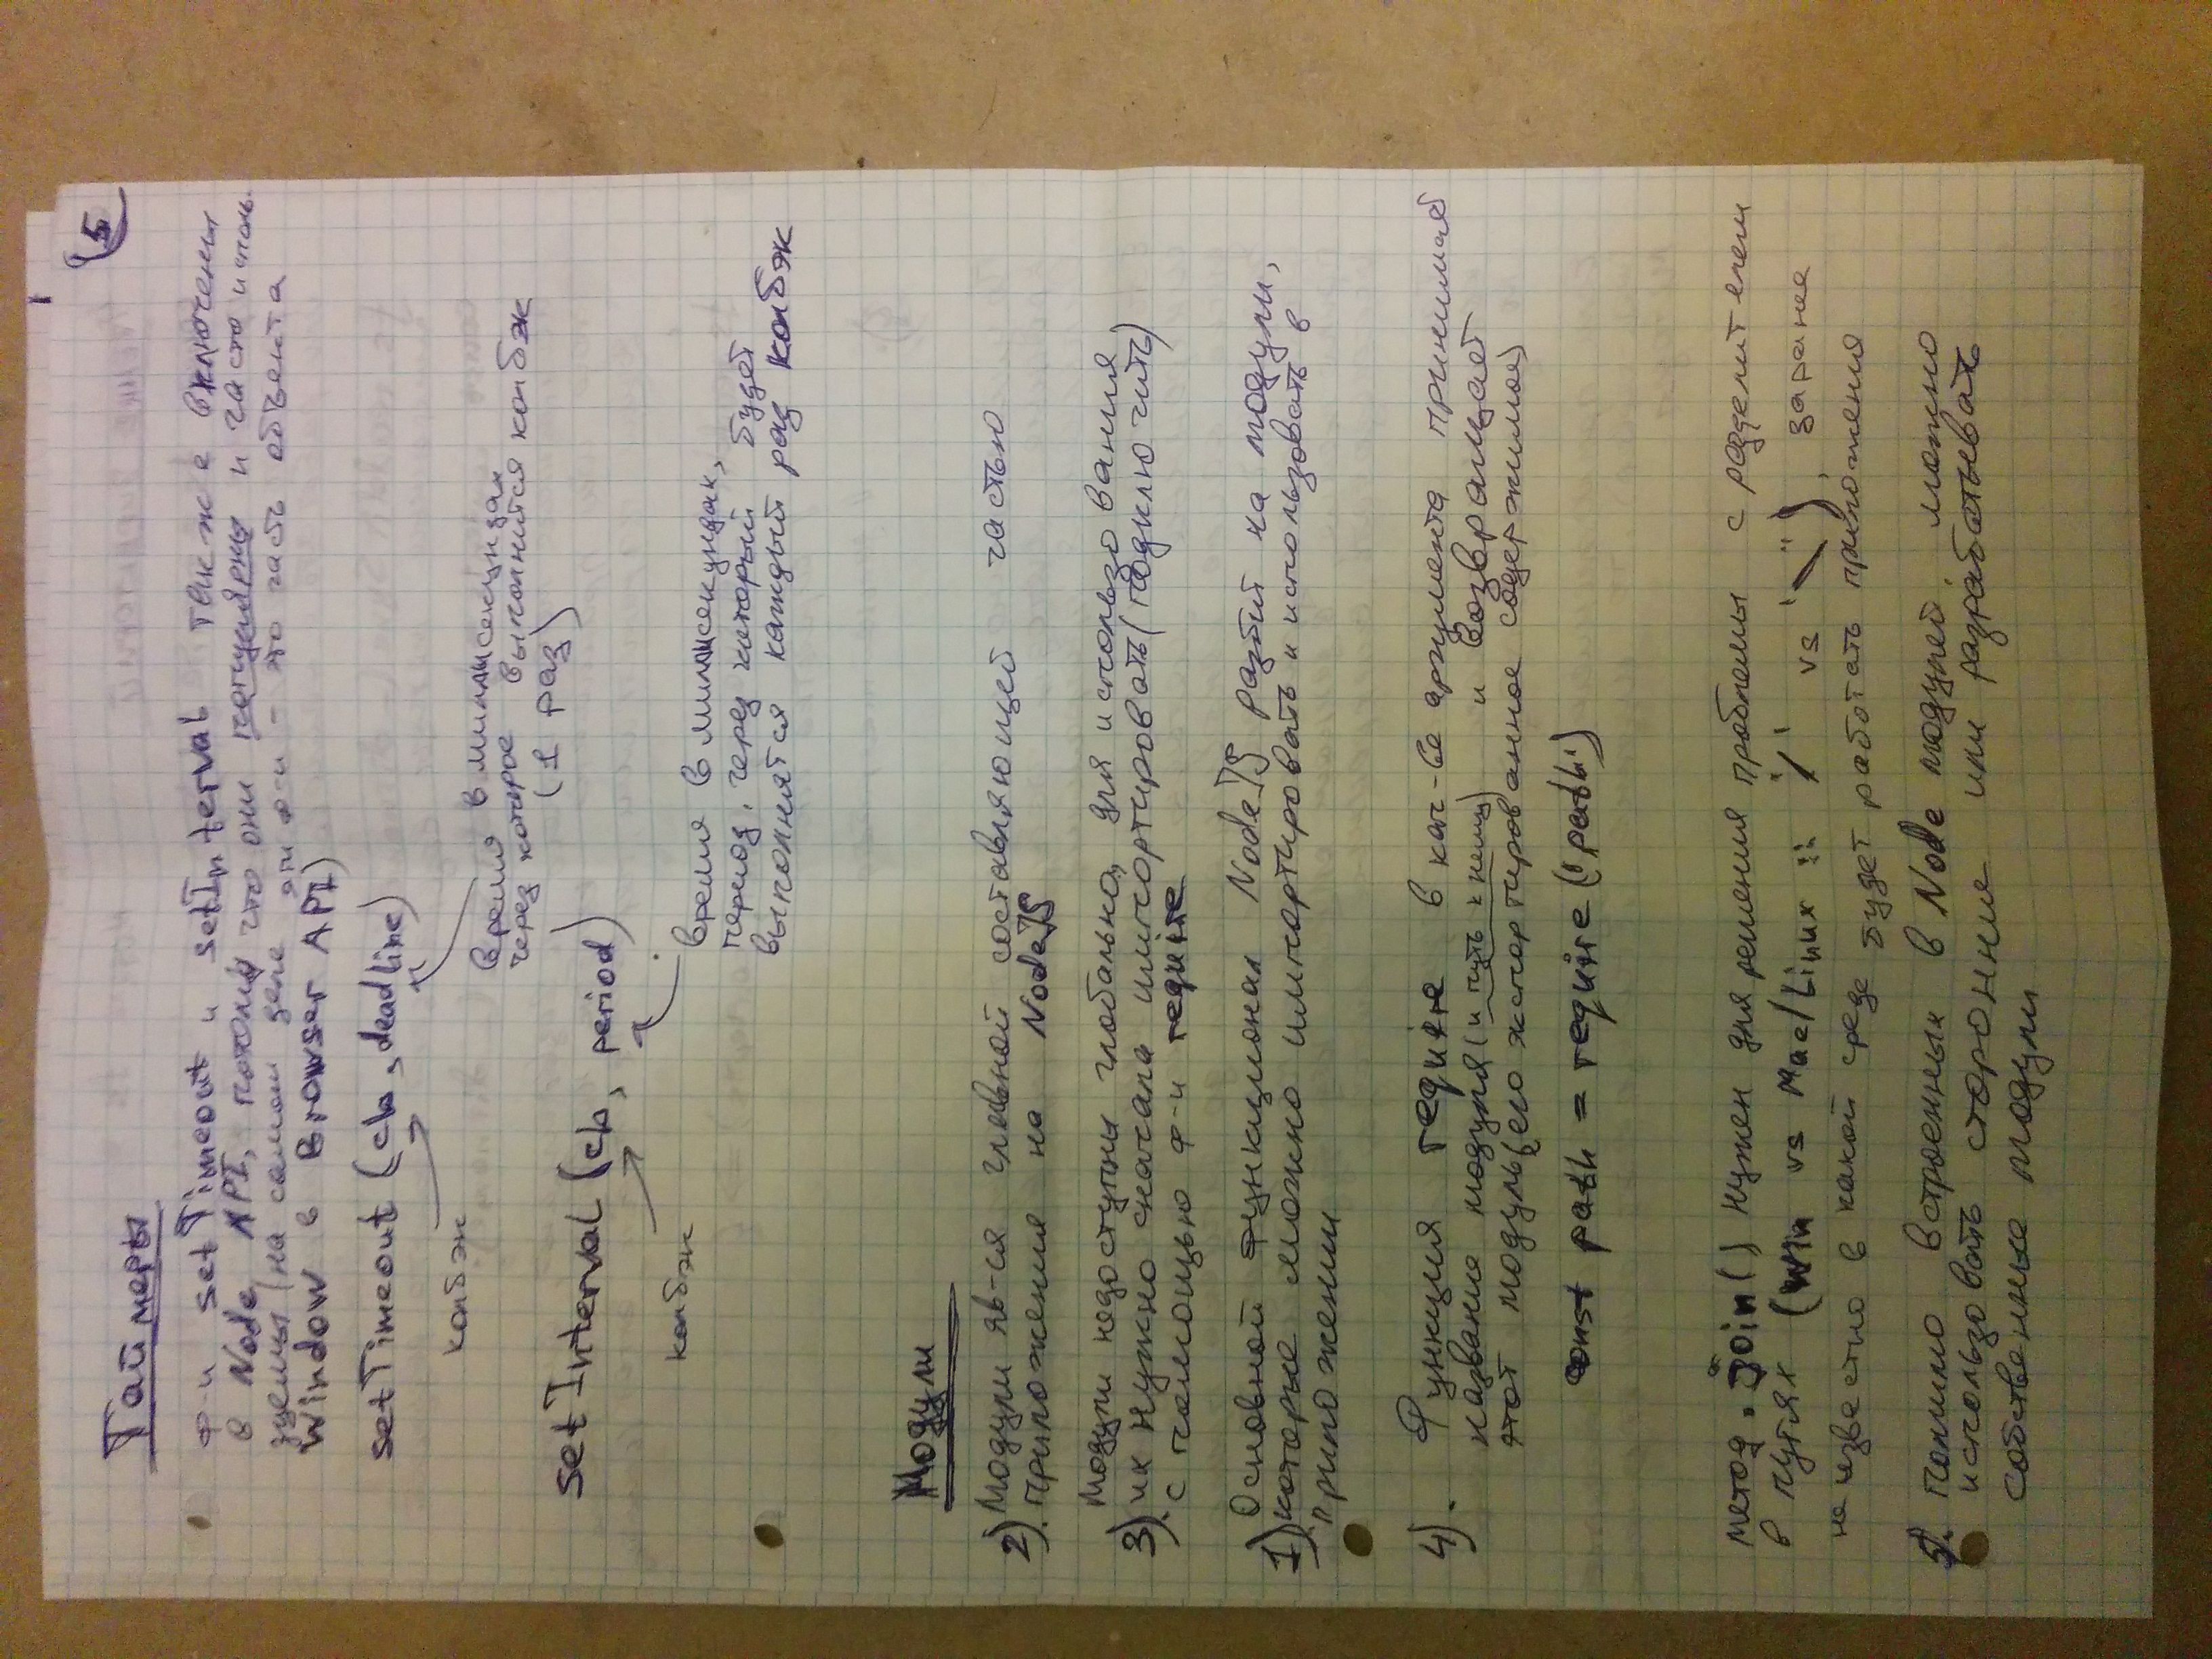 5
Таймеры
ф-и setTimeout и setInterval также включены
в Node API, потому что они популярны и часто исполь-
зуемы (на самом деле эти ф-и - это часть объекта
Window в Browser API)
setTimeout (cb, deadline)
колбэк
время в миллисекундах
через которое выполнится колбэк
(1 раз)
setInterval (cb, period)
колбэк
время в миллисекундах,
период, через который будет
выполнятся каждый раз колбэк
Модули
2). Модули яв-ся главной составляющей частью
приложения на NodeJS
Модули недоступны глобально, для использования
3). их нужно сначала импортировать (подключить)
с помощью ф-и require
Основной функционал NodeJS разбит на модули,
1) которые можно импортировать и использовать в
приложении
4). Функция require в кач-ве аргумента принимает
название модуля (и путь к нему) и возвращает
этот модуль (его экспортированное содержимое)
const path = require ('path')
метод .join() нужен для решения проблемы с разделителем
в путях (Win vs Mac/Linux :: '/' vs '\'), заранее
не известно в какой среде будет работать приложения
5). помимо встроенных в Node модулей, можно
использовать сторонние или разрабатывать
собственные модули